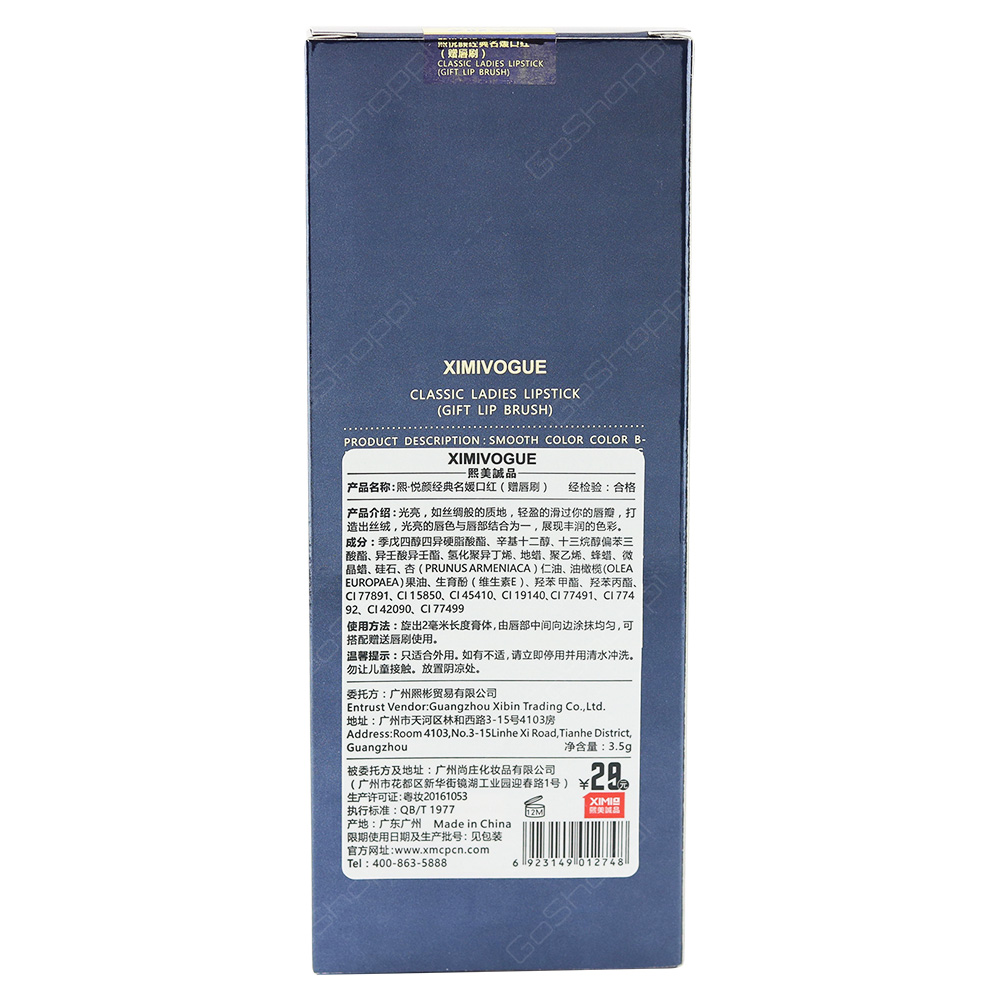 熙·悦颜经典名媛口红
(赠唇刷)
CLASSIC LADIES LIPSTICK
(GIFT LIP BRUSH)
XIMIVOGUE
CLASSIC LADIES LIPSTICK
(GIFT LIP BRUSH)
PRODUCT DESCRIPTION: SMOOTH COLOR COLOR B-
XIMIVOGUE
熙美誠品
产品名称:熙·悦颜经典名媛口红(赠唇刷) 经检验:合格
产品介绍:光亮,如丝绸般的质地,轻盈的滑过你的唇瓣,打
造出丝绒,光亮的唇色与唇部结合为一,展现丰润的色彩。
成分:季戊四醇四异硬脂酸酯、辛基十二醇、十三烷醇偏苯三
酸酯、异壬酸异壬酯、氢化聚异丁烯、地蜡、聚乙烯、蜂蜡、微
晶蜡、硅石、杏(PRUNUS ARMENIACA)仁油、油橄榄(OLEA
EUROPAEA)果油、生育酚(维生素E)、羟苯甲酯、羟苯丙酯、
CI 77891、CI 15850、CI 45410、CI 19140、CI 77491、CI 774
92、CI 42090、CI 77499
使用方法:旋出2毫米长度膏体,由唇部中间向边涂抹均匀,可
搭配赠送唇刷使用。
温馨提示:只适合外用。如有不适,请立即停用并用清水冲洗。
勿让儿童接触。放置阴凉处。
委托方:广州熙彬贸易有限公司
Entrust Vendor:Guangzhou Xibin Trading Co.,Ltd.
地址:广州市天河区林和西路3-15号4103房
Address:Room 4103,No.3-15Linhe Xi Road,Tianhe District,
Guangzhou 净含量:3.5g
被委托方及地址:广州尚庄化妆品有限公司
(广州市花都区新华街镜湖工业园迎春路1号)
¥29元
生产许可证:粤妆20161053
执行标准:QB/T 1977
XIMI
熙美誠品
12M
产地:广东广州 Made in China
限期使用日期及生产批号:见包装
官方网址:www.xmcpcn.com
Tel:400-863-5888
6 923149 012748
GoShoppi